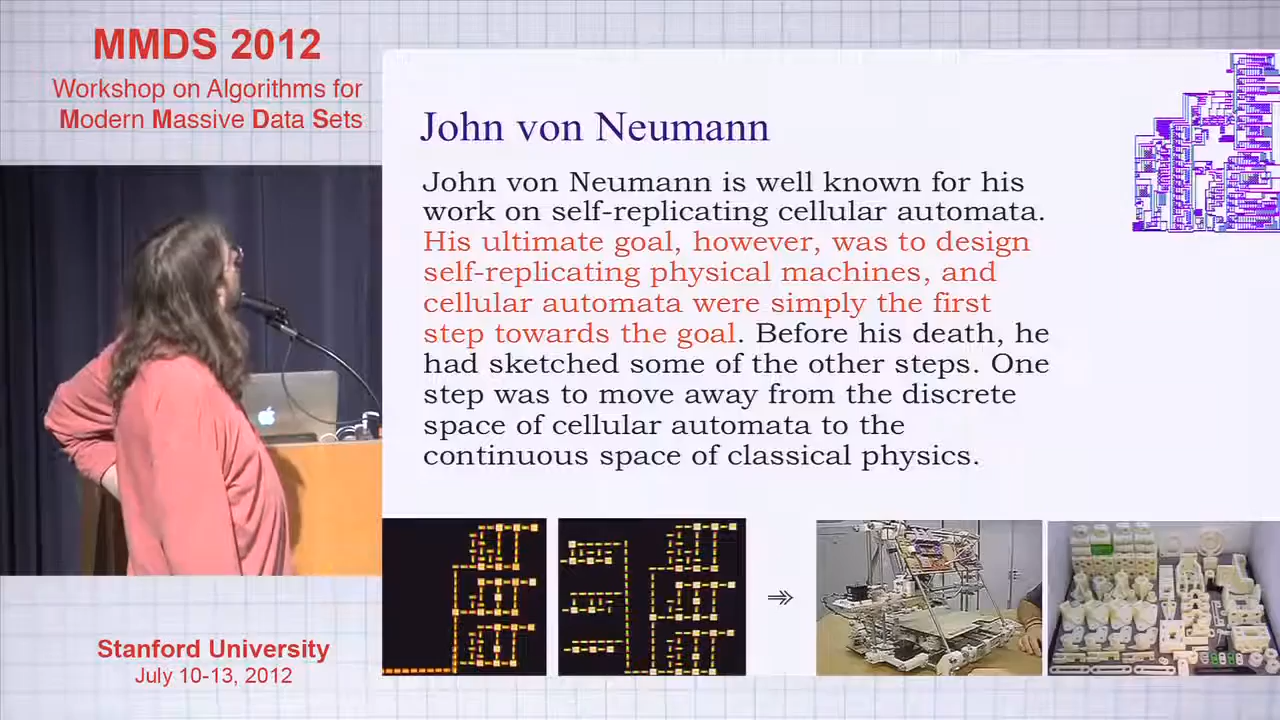 MMDS 2012
Workshop on Algorithms for
Modern Massive Data Sets
John von Neumann
John von Neumann is well known for his
work on self-replicating cellular automata.
His ultimate goal, however, was to design
self-replicating physical machines, and
cellular automata were simply the first
step towards the goal. Before his death, he
had sketched some of the other steps. One
step was to move away from the discrete
space of cellular automata to the
continuous space of classical physics.
Stanford University
July 10-13, 2012